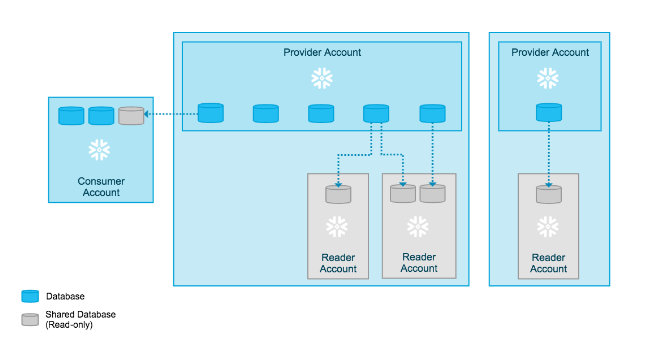 Provider Account
Provider Account
Consumer
Account
Reader
Account
Reader
Account
Reader
Account
Database
Shared Database
(Read-only)